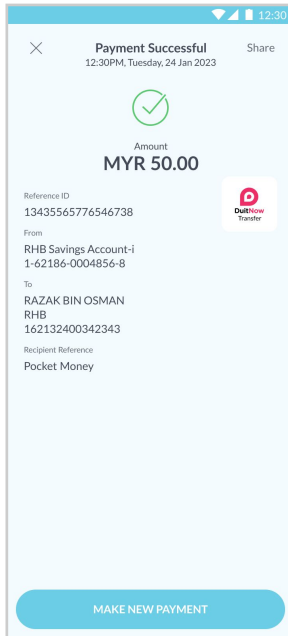 12:30
Payment Successful
Share
12:30PM, Tuesday, 24 Jan 2023
Amount
MYR 50.00
Reference ID
13435565776546738
DuitNow
Transfer
From
RHB Savings Account-i
1-62186-0004856-8
To
RAZAK BIN OSMAN
RHB
162132400342343
Recipient Reference
Pocket Money
MAKE NEW PAYMENT